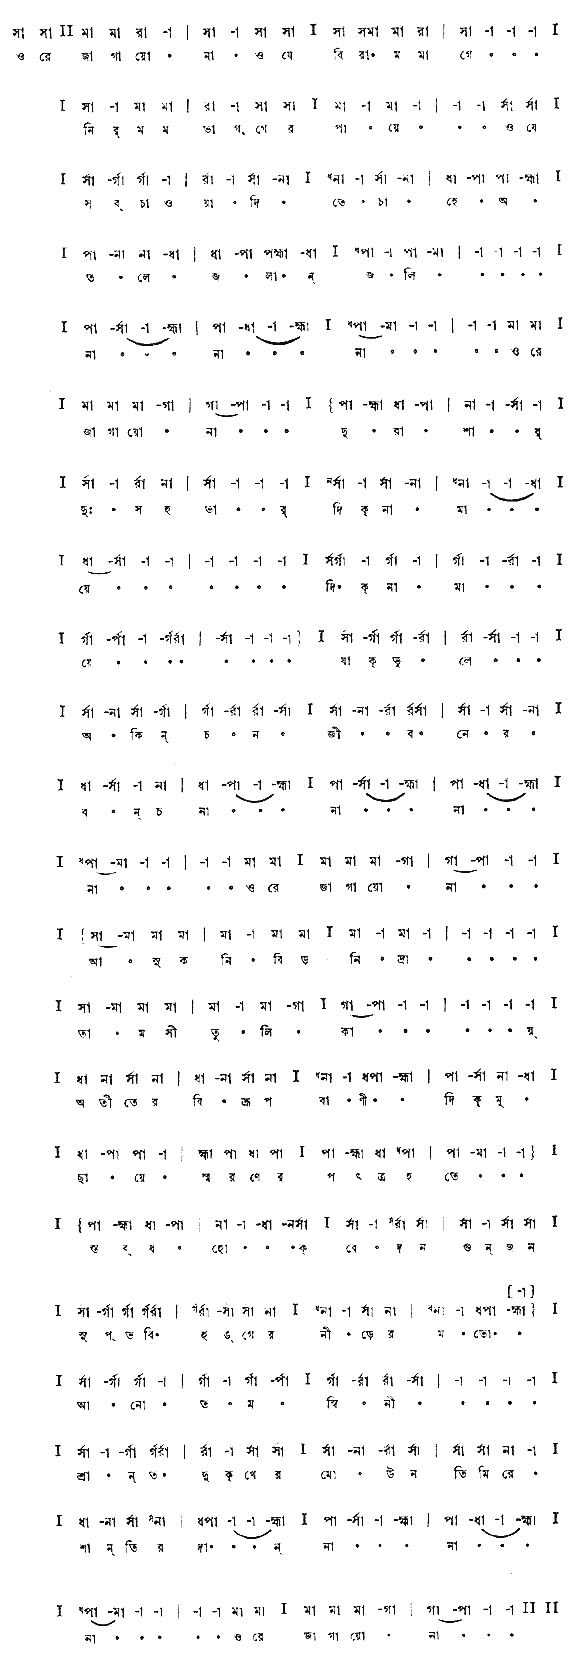 সা সা II মা মা রা -া | সা -া সা সা I সা সমা মা রা | সা -া -া -া I
ও রে জা গা য়ো • না • ও যে বি রা• ম মা গে • • •
I সা -া মা মা | রা -া সা সা I মা -া মা -া | -া -া র্সা র্সা I
নি র্ ম ম ভা গ্ গে র পা • য়ে • • • ও যে
I র্সা -র্গা র্গা -া | র্রা -া র্সা -না I ধনা -া র্সা -না | ধা -পা পা -হ্মা I
স ব্ চা ও য়া • দি • তে • চা • হে • অ •
I পা -না না -ধা | ধা -পা পহ্মা -ধা I ধপা -া পা -মা | -া -া -া -া I
ত • লে • জ • লা• ন্ জ • লি • • • • •
I পা -র্সা -া -হ্মা | পা -ধা -া -হ্মা I ধপা -মা -া -া | -া -া মা মা I
না • • • না • • • না • • • • • ও রে
I মা মা মা -গা | গা -পা -া -া I {পা -হ্মা ধা -পা | না -া -র্সা -া I
জা গা য়ো • না • • • দু • রা • শা • র্
I র্সা -া র্রা না | র্সা -া -া -া I নর্সা -া র্সা -না | ধনা -া -া -ধা I
দুঃ • স হ ভা • র্ দি ক্ না • মা • • •
I ধা -র্সা -া -া | -া -া -া -া I র্সর্গা -া র্গা -া | র্গা -া -র্রা -া I
য়ে • • • • • • • দি• ক্ না • মা • • •
I র্গা -র্পা -া -র্গর্রা | -র্সা -া -া -া} I র্সা -র্গা র্গা -র্রা | র্রা -র্সা -া -া I
য়ে • • •• • • • • যা ক্ ভু • লে • • •
I র্সা -না র্সা -র্গা | র্গা -র্রা র্রা -র্সা I র্সা -না -র্রা র্রর্সা | র্সা -া র্সা -না I
অ • কি ন্ চ • ন • জী • • ব• নে • র •
I ধা -র্সা -া না | ধা -পা -া -হ্মা I পা -র্সা -া -হ্মা | পা -ধা -া -হ্মা I
ব • ন্ চ না • • • না • • • না • • •
I ধপা -মা -া -া | -া -া মা মা I মা মা মা -গা | গা -পা -া -া I
না • • • • • ও রে জা গা য়ো • না • • •
I {সা -মা মা মা | মা -া মা মা I মা -া মা -া | -া -া -া -া I
আ • সু ক নি • বি ড় নি • দ্রা • • • • •
I সা -মা মা মা | মা -া মা -গা I গা -পা -া -া | -া -া -া -া I
তা • ম সী তু • লি • কা • • • • • • য়্
I ধা না র্সা না | ধা -না র্সা না I ধনা -া ধপা -হ্মা | পা -র্সা না -ধা I
অ তী তে র বি • দ্রূ প বা • ণী• • দি ক্ মু •
I ধা -পা পা -া | হ্মা পা ধা পা I পা -হ্মা ধা ধপা | পা -মা -া -া} I
ছা • য়ে • স্ম র ণে র প ৎ ত্র হ তে • • •
I {পা -হ্মা ধা -পা | না -া -ধা -নর্সা I র্সা -া র্রর্রা র্সা | র্সা -া র্সা র্সা I
স্ত ব্ ধ • হো • • •ক্ বে • দ ন গু ন্ জ ন
{-া}
I র্সা -র্গা র্গা র্গর্রা | র্গর্রা -র্সা র্সা না I ধনা -া র্সা না | ধনা -া ধপা -হ্মা} I
সু প্ ত বি• হ ঙ্ গে র নী • ড়ে র ম • তো• •
I র্সা -র্গা র্গা -া | র্গা -া র্গা -র্পা I র্গা -র্রা র্রা -র্সা | -া -া -া -া I
আ • নো • ত • ম • স্বি • নী • • • • •
I র্সা -া -র্গা র্গর্রা | র্রা -া র্সা র্সা I র্সা -না -র্রা র্সা | র্সা র্সা না -া I
শ্রা • ন্ ত• দু ক্ খে র মৌ • উ ন তি মি রে •
I ধা -না র্সা ধনা | ধপা -া -া -হ্মা I পা -র্সা -া -হ্মা | পা -ধা -া -হ্মা I
শা ন্ তি র দা• • • ন্ না • • • না • • •
I ধপা -মা -া -া | -া -া মা মা I মা মা মা -গা | গা -পা -া -া II II
না • • • • • ও রে জা গা য়ো • না • • •